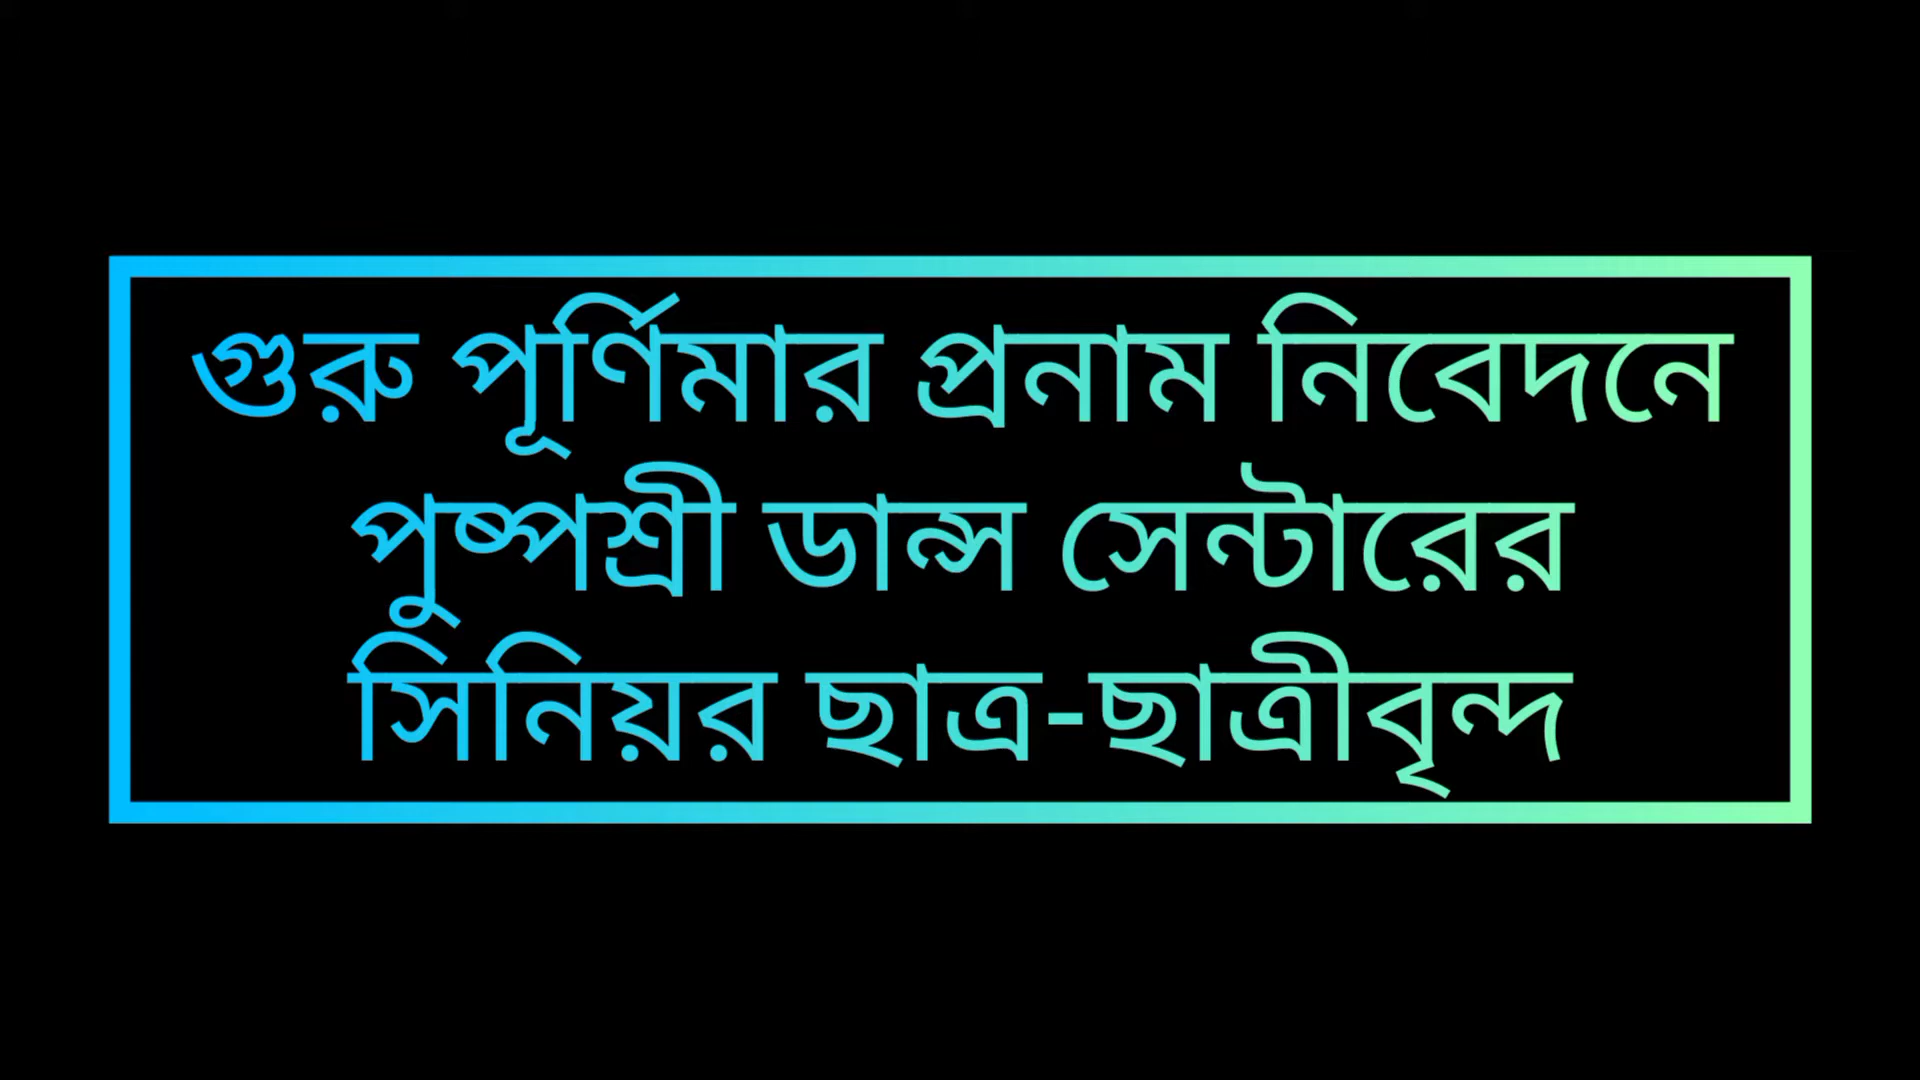 গুরু পূর্ণিমার প্রনাম নিবেদনে
পুষ্পশ্রী ডান্স সেন্টারের
সিনিয়র ছাত্র-ছাত্রীবৃন্দ